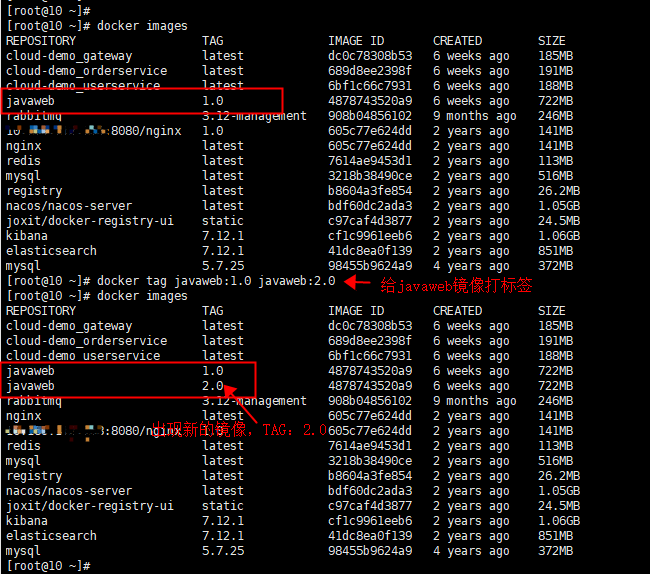 [root@10 ~]#
[root@10 ~]# docker images
REPOSITORY TAG IMAGE ID CREATED SIZE
cloud-demo_gateway latest dc0c78308b53 6 weeks ago 185MB
cloud-demo_orderservice latest 689d8ee2398f 6 weeks ago 191MB
cloud-demo_userservice latest 6bf1c66c7931 6 weeks ago 188MB
javaweb 1.0 4878743520a9 6 weeks ago 722MB
rabbitmq 3.12-management 908b04856102 9 months ago 246MB
:8080/nginx 1.0 605c77e624dd 2 years ago 141MB
nginx latest 605c77e624dd 2 years ago 141MB
redis latest 7614ae9453d1 2 years ago 113MB
mysql latest 3218b38490ce 2 years ago 516MB
registry latest b8604a3fe854 2 years ago 26.2MB
nacos/nacos-server latest bdf60dc2ada3 2 years ago 1.05GB
joxit/docker-registry-ui static c97caf4d3877 2 years ago 24.5MB
kibana 7.12.1 cf1c9961eeb6 2 years ago 1.06GB
elasticsearch 7.12.1 41dc8ea0f139 2 years ago 851MB
mysql 5.7.25 98455b9624a9 4 years ago 372MB
[root@10 ~]# docker tag javaweb:1.0 javaweb:2.0 给javaweb镜像打标签
[root@10 ~]# docker images
REPOSITORY TAG IMAGE ID CREATED SIZE
cloud-demo_gateway latest dc0c78308b53 6 weeks ago 185MB
cloud-demo_orderservice latest 689d8ee2398f 6 weeks ago 191MB
cloud-demo_userservice latest 6bf1c66c7931 6 weeks ago 188MB
javaweb 1.0 4878743520a9 6 weeks ago 722MB
javaweb 2.0 4878743520a9 6 weeks ago 722MB
rabbitmq 3.12-management 908b04856102 9 months ago 246MB
nginx latest 605c77e624dd 2 years ago 141MB
:8080/nginx 1.0 605c77e624dd 2 years ago 141MB
出现新的镜像，TAG：2.0
redis latest 7614ae9453d1 2 years ago 113MB
mysql latest 3218b38490ce 2 years ago 516MB
registry latest b8604a3fe854 2 years ago 26.2MB
nacos/nacos-server latest bdf60dc2ada3 2 years ago 1.05GB
joxit/docker-registry-ui static c97caf4d3877 2 years ago 24.5MB
kibana 7.12.1 cf1c9961eeb6 2 years ago 1.06GB
elasticsearch 7.12.1 41dc8ea0f139 2 years ago 851MB
mysql 5.7.25 98455b9624a9 4 years ago 372MB
[root@10 ~]#